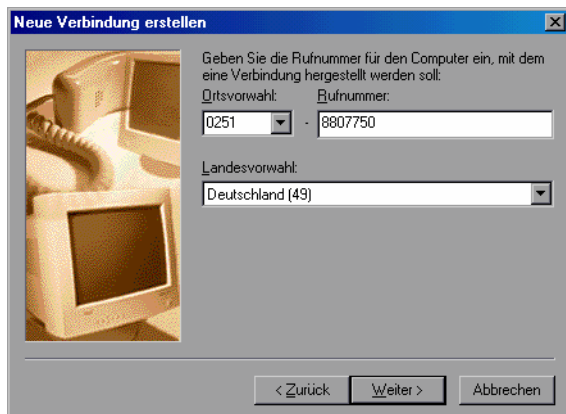 Neue Verbindung erstellen
Geben Sie die Rufnummer für den Computer ein, mit dem
eine Verbindung hergestellt werden soll:
Ortsvorwahl: Rufnummer:
0251 - 8807750
Landesvorwahl:
Deutschland (49)
< Zurück Weiter > Abbrechen